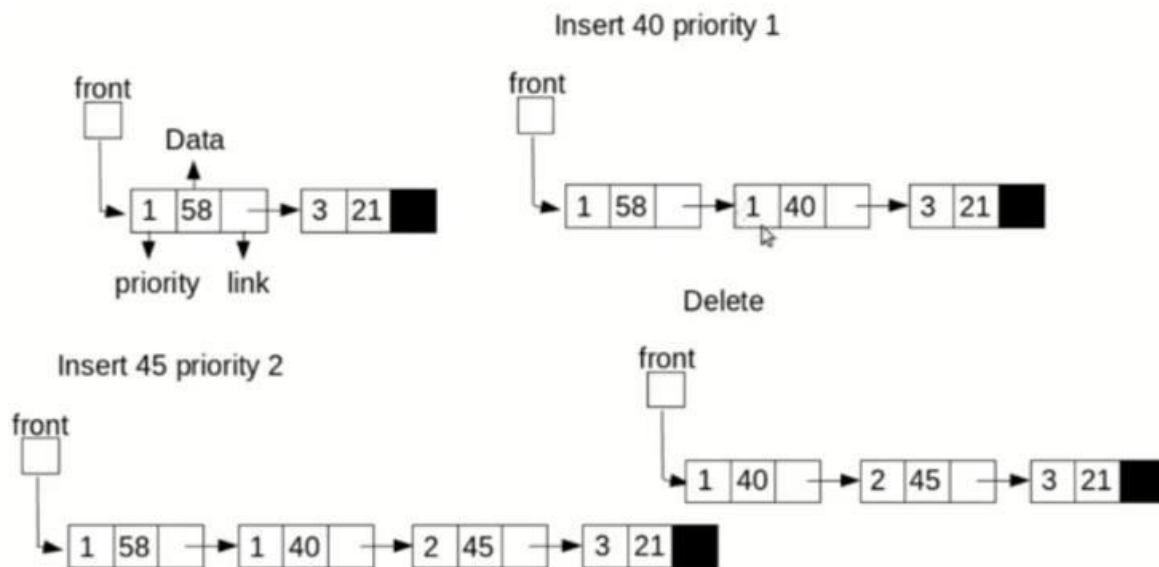 Insert 40 priority 1
front
Data
1 58 3 21
priority link
front
1 58 1 40 3 21
Insert 45 priority 2
front
1 58 1 40 2 45 3 21
Delete
front
1 40 2 45 3 21